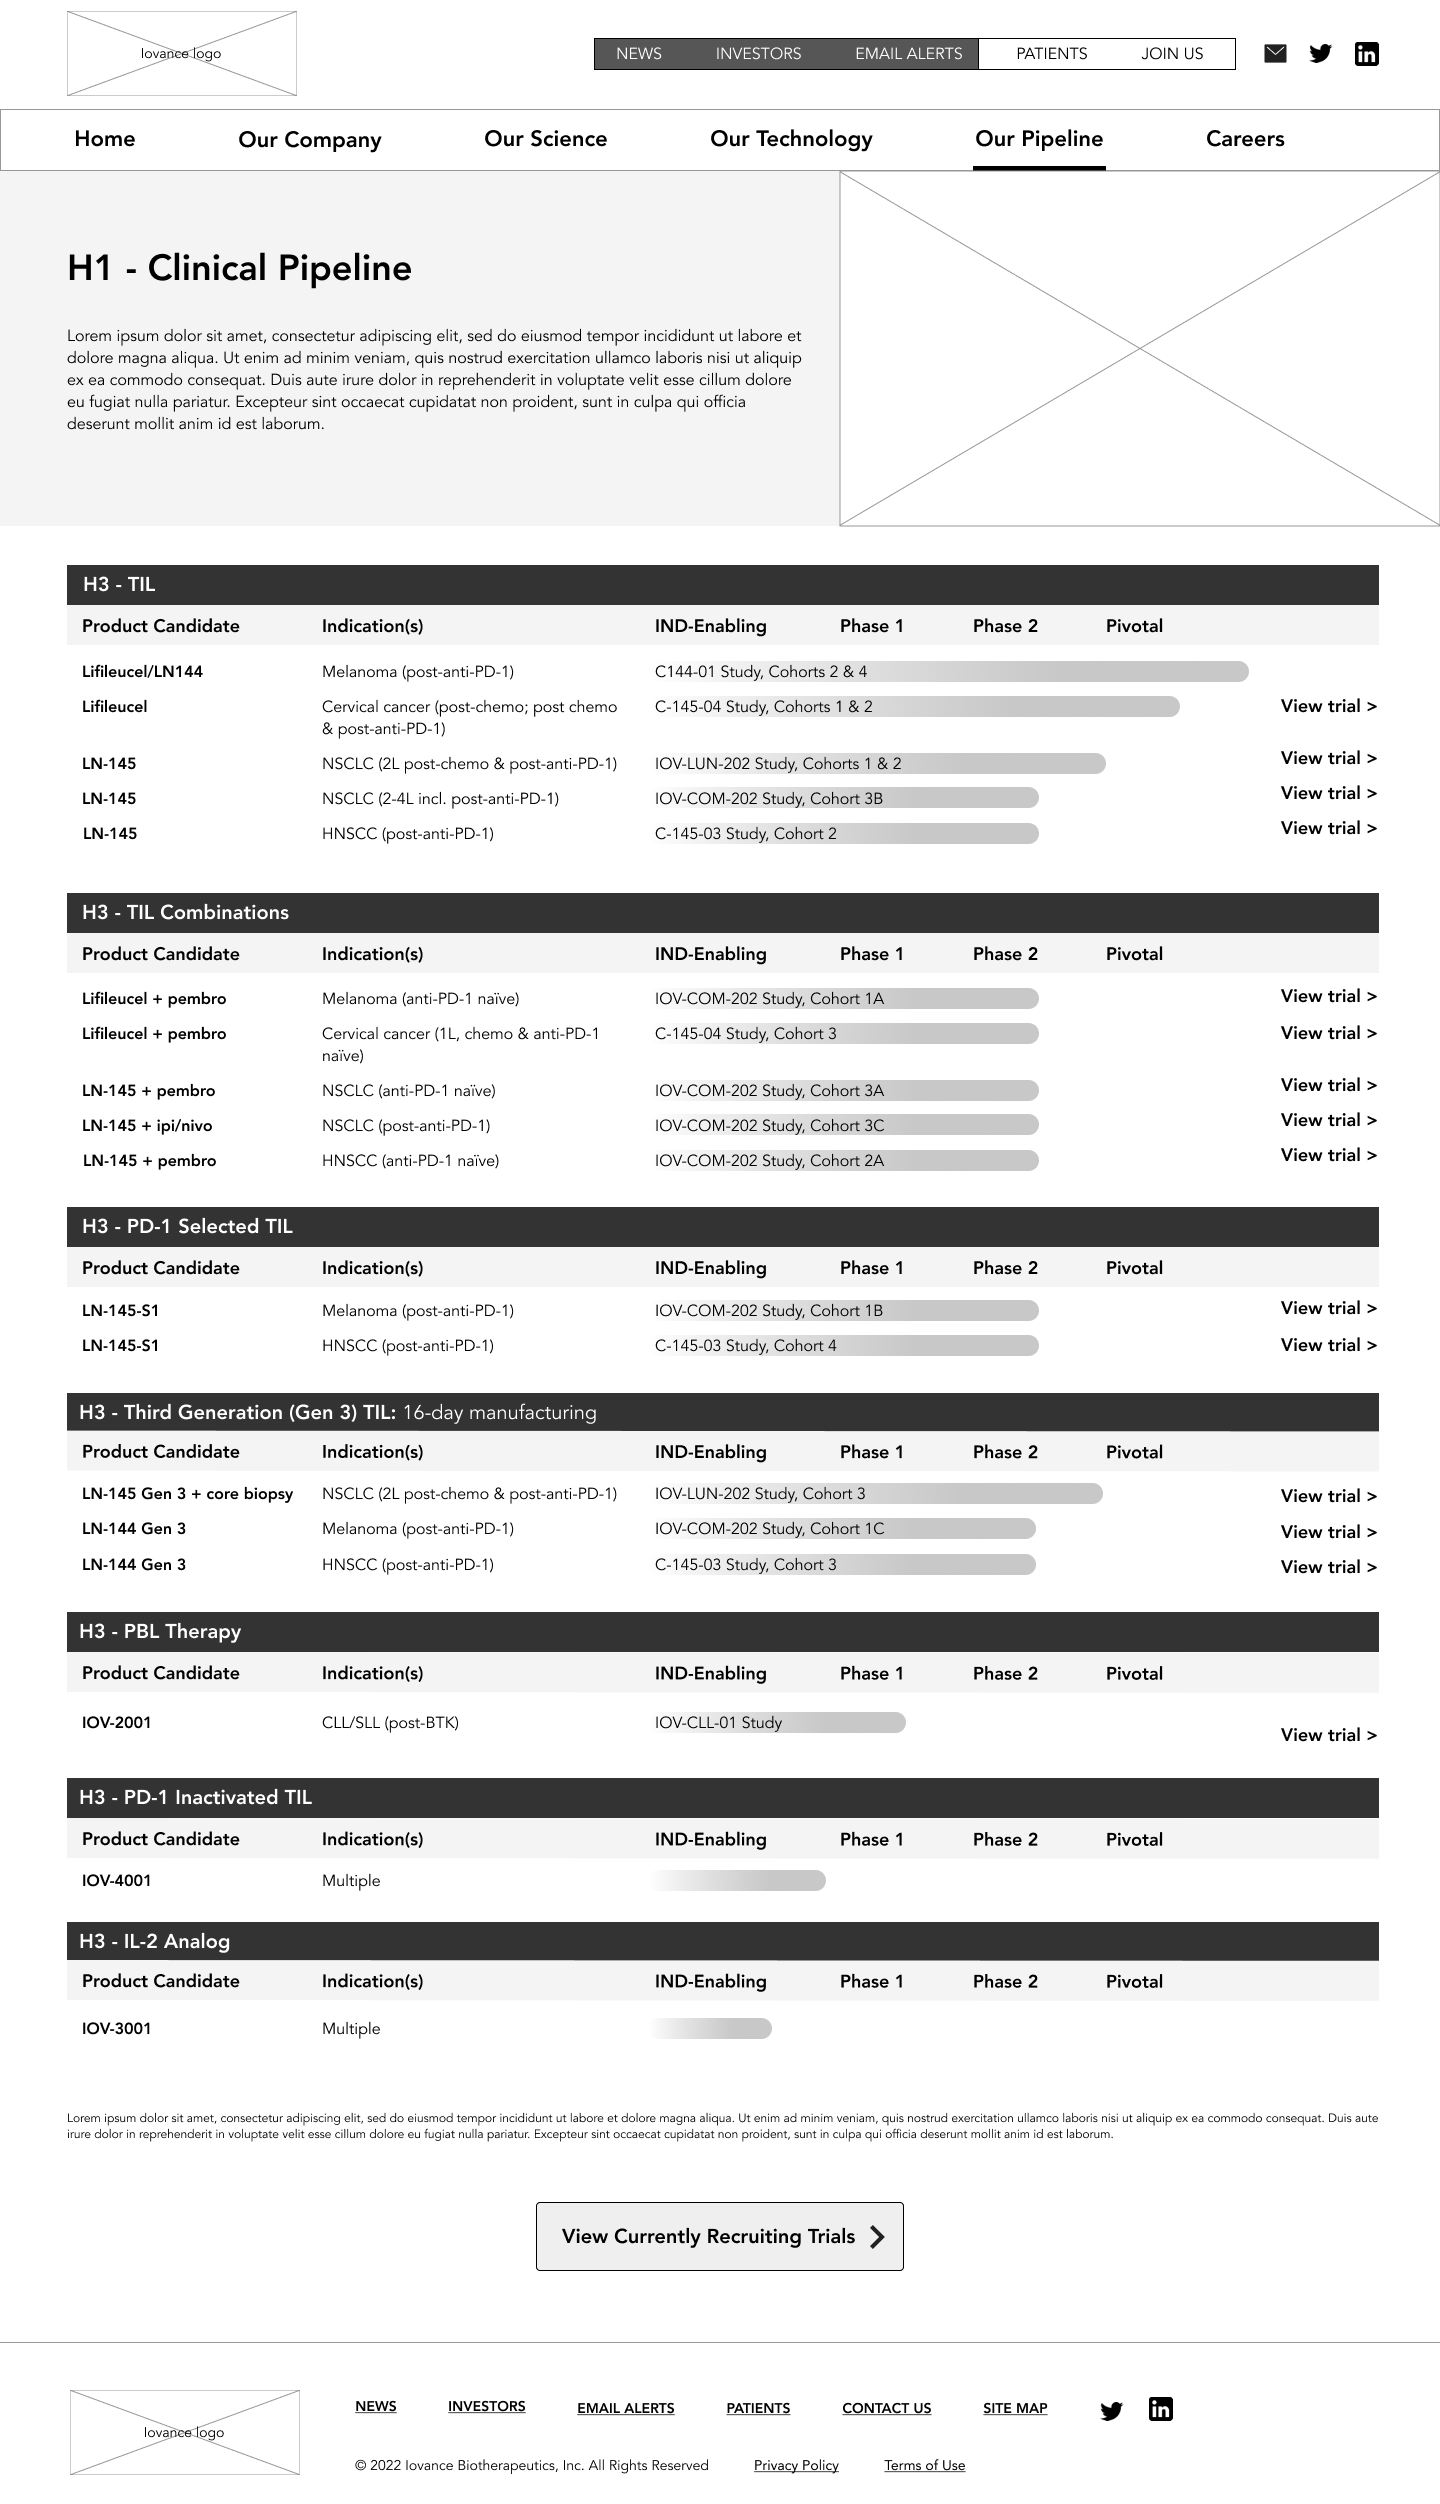 Iovance logo
NEWS INVESTORS EMAIL ALERTS PATIENTS JOIN US
Home Our Company Our Science Our Technology Our Pipeline Careers
H1 - Clinical Pipeline
Lorem ipsum dolor sit amet, consectetur adipiscing elit, sed do eiusmod tempor incididunt ut labore et
dolore magna aliqua. Ut enim ad minim veniam, quis nostrud exercitation ullamco laboris nisi ut aliquip
ex ea commodo consequat. Duis aute irure dolor in reprehenderit in voluptate velit esse cillum dolore
eu fugiat nulla pariatur. Excepteur sint occaecat cupidatat non proident, sunt in culpa qui officia
deserunt mollit anim id est laborum.
H3 - TIL
Product Candidate Indication(s) IND-Enabling Phase 1 Phase 2 Pivotal
Lifileucel/LN144 Melanoma (post-anti-PD-1) C144-01 Study, Cohorts 2 & 4
Lifileucel Cervical cancer (post-chemo; post chemo C-145-04 Study, Cohorts 1 & 2 View trial >
& post-anti-PD-1)
LN-145 NSCLC (2L post-chemo & post-anti-PD-1) IOV-LUN-202 Study, Cohorts 1 & 2 View trial >
LN-145 NSCLC (2-4L incl. post-anti-PD-1) IOV-COM-202 Study, Cohort 3B View trial >
LN-145 HNSCC (post-anti-PD-1) C-145-03 Study, Cohort 2 View trial >
H3 - TIL Combinations
Product Candidate Indication(s) IND-Enabling Phase 1 Phase 2 Pivotal
Lifileucel + pembro Melanoma (anti-PD-1 naïve) IOV-COM-202 Study, Cohort 1A View trial >
Lifileucel + pembro Cervical cancer (1L, chemo & anti-PD-1 C-145-04 Study, Cohort 3 View trial >
naïve)
LN-145 + pembro NSCLC (anti-PD-1 naïve) IOV-COM-202 Study, Cohort 3A View trial >
LN-145 + ipi/nivo NSCLC (post-anti-PD-1) IOV-COM-202 Study, Cohort 3C View trial >
LN-145 + pembro HNSCC (anti-PD-1 naïve) IOV-COM-202 Study, Cohort 2A View trial >
H3 - PD-1 Selected TIL
Product Candidate Indication(s) IND-Enabling Phase 1 Phase 2 Pivotal
LN-145-S1 Melanoma (post-anti-PD-1) IOV-COM-202 Study, Cohort 1B View trial >
LN-145-S1 HNSCC (post-anti-PD-1) C-145-03 Study, Cohort 4 View trial >
H3 - Third Generation (Gen 3) TIL: 16-day manufacturing
Product Candidate Indication(s) IND-Enabling Phase 1 Phase 2 Pivotal
LN-145 Gen 3 + core biopsy NSCLC (2L post-chemo & post-anti-PD-1) IOV-LUN-202 Study, Cohort 3 View trial >
LN-144 Gen 3 Melanoma (post-anti-PD-1) IOV-COM-202 Study, Cohort 1C View trial >
LN-144 Gen 3 HNSCC (post-anti-PD-1) C-145-03 Study, Cohort 3 View trial >
H3 - PBL Therapy
Product Candidate Indication(s) IND-Enabling Phase 1 Phase 2 Pivotal
IOV-2001 CLL/SLL (post-BTK) IOV-CLL-01 Study View trial >
H3 - PD-1 Inactivated TIL
Product Candidate Indication(s) IND-Enabling Phase 1 Phase 2 Pivotal
IOV-4001 Multiple
H3 - IL-2 Analog
Product Candidate Indication(s) IND-Enabling Phase 1 Phase 2 Pivotal
IOV-3001 Multiple
Lorem ipsum dolor sit amet, consectetur adipiscing elit, sed do eiusmod tempor incididunt ut labore et dolore magna aliqua. Ut enim ad minim veniam, quis nostrud exercitation ullamco laboris nisi ut aliquip ex ea commodo consequat. Duis aute
irure dolor in reprehenderit in voluptate velit esse cillum dolore eu fugiat nulla pariatur. Excepteur sint occaecat cupidatat non proident, sunt in culpa qui officia deserunt mollit anim id est laborum.
View Currently Recruiting Trials
Iovance logo
NEWS INVESTORS EMAIL ALERTS PATIENTS CONTACT US SITE MAP
© 2022 Iovance Biotherapeutics, Inc. All Rights Reserved Privacy Policy Terms of Use